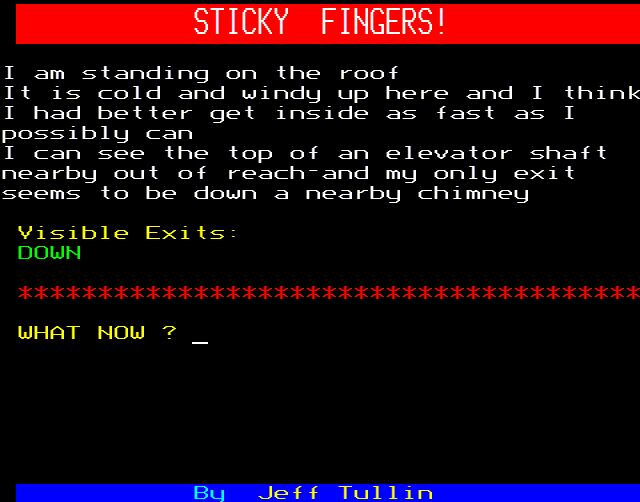 STICKY FINGERS!
I am standing on the roof
It is cold and windy up here and I think
I had better get inside as fast as I
possibly can
I can see the top of an elevator shaft
nearby out of reach-and my only exit
seems to be down a nearby chimney
Visible Exits:
DOWN
***************************************
WHAT NOW ? _
By Jeff Tullin